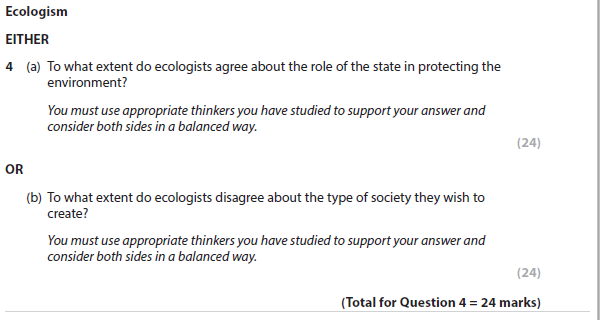 Ecologism
EITHER
4 (a) To what extent do ecologists agree about the role of the state in protecting the
environment?
You must use appropriate thinkers you have studied to support your answer and
consider both sides in a balanced way.
(24)
OR
(b) To what extent do ecologists disagree about the type of society they wish to
create?
You must use appropriate thinkers you have studied to support your answer and
consider both sides in a balanced way.
(24)
(Total for Question 4 = 24 marks)